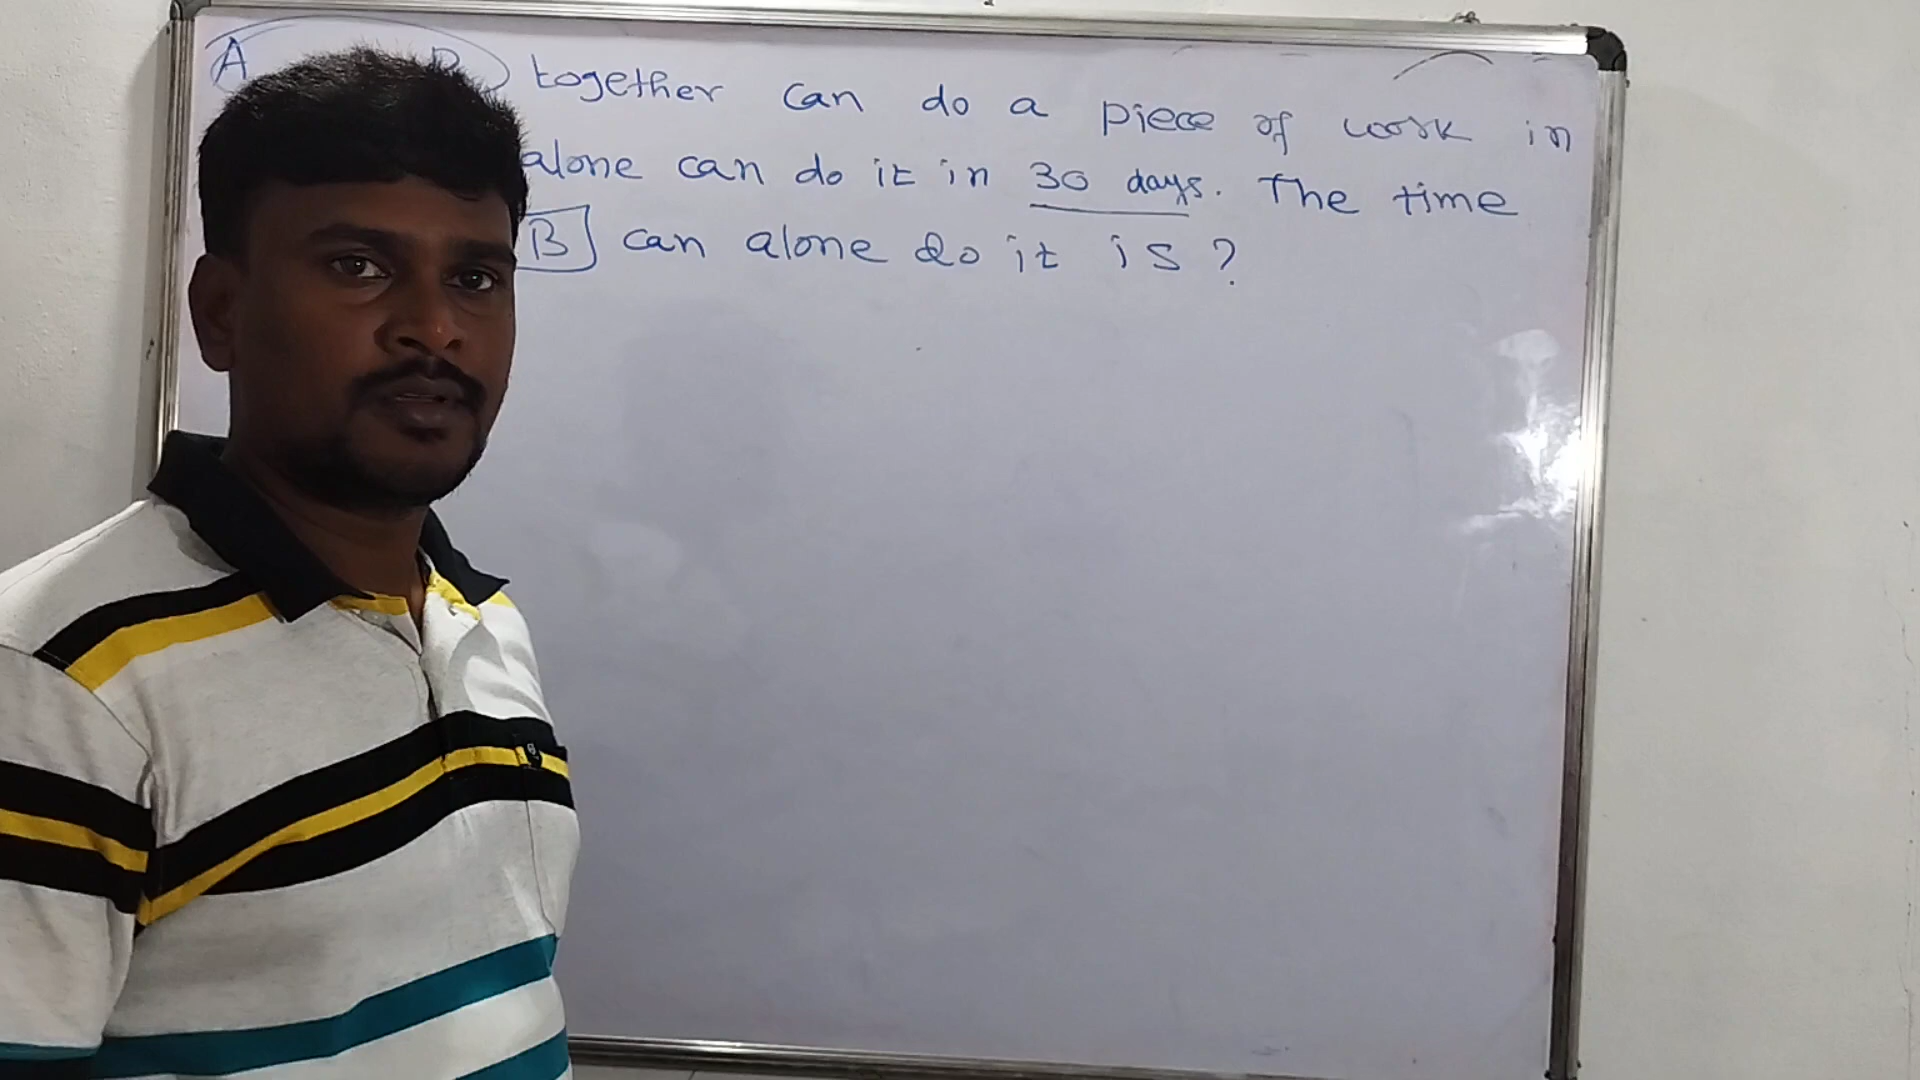 A B together can do a piece of work in
alone can do it in 30 days. The time
B can alone do it is ?